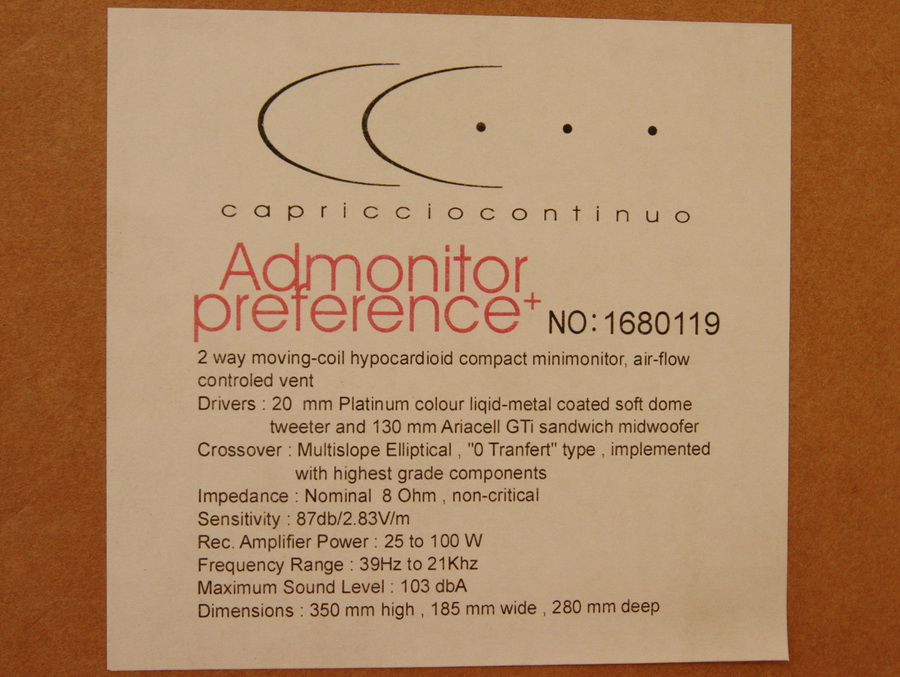 CC...
capricciocontinuo
Admonitor
preference+ NO:1680119
2 way moving-coil hypocardioid compact minimonitor, air-flow
controled vent
Drivers : 20 mm Platinum colour liqid-metal coated soft dome
tweeter and 130 mm Ariacell GTi sandwich midwoofer
Crossover : Multislope Elliptical , "0 Tranfert" type , implemented
with highest grade components
Impedance : Nominal 8 Ohm , non-critical
Sensitivity : 87db/2.83V/m
Rec. Amplifier Power : 25 to 100 W
Frequency Range : 39Hz to 21Khz
Maximum Sound Level : 103 dbA
Dimensions : 350 mm high , 185 mm wide , 280 mm deep